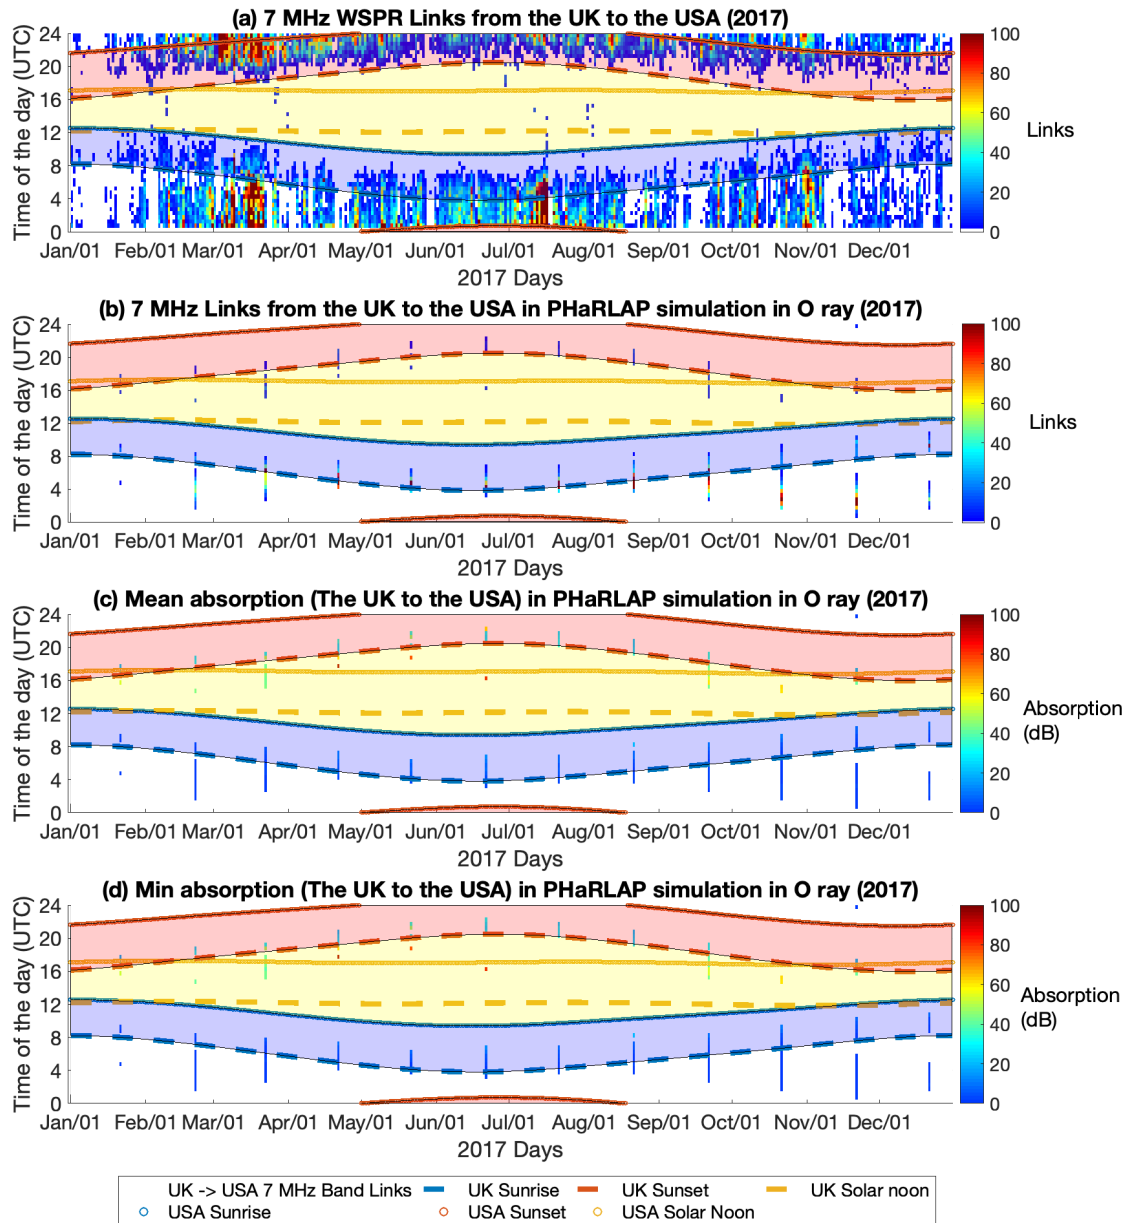 (a) 7 MHz WSPR Links from the UK to the USA (2017)
Time of the day (UTC)
24
20
16
12
8
4
0
Jan/01 Feb/01 Mar/01 Apr/01 May/01 Jun/01 Jul/01 Aug/01 Sep/01 Oct/01 Nov/01 Dec/01
2017 Days
100
80
60
40
20
0
Links
(b) 7 MHz Links from the UK to the USA in PHaRLAP simulation in O ray (2017)
Time of the day (UTC)
24
20
16
12
8
4
0
Jan/01 Feb/01 Mar/01 Apr/01 May/01 Jun/01 Jul/01 Aug/01 Sep/01 Oct/01 Nov/01 Dec/01
2017 Days
100
80
60
40
20
0
Links
(c) Mean absorption (The UK to the USA) in PHaRLAP simulation in O ray (2017)
Time of the day (UTC)
24
20
16
12
8
4
0
Jan/01 Feb/01 Mar/01 Apr/01 May/01 Jun/01 Jul/01 Aug/01 Sep/01 Oct/01 Nov/01 Dec/01
2017 Days
100
80
60
40
20
0
Absorption
(dB)
(d) Min absorption (The UK to the USA) in PHaRLAP simulation in O ray (2017)
Time of the day (UTC)
24
20
16
12
8
4
0
Jan/01 Feb/01 Mar/01 Apr/01 May/01 Jun/01 Jul/01 Aug/01 Sep/01 Oct/01 Nov/01 Dec/01
2017 Days
100
80
60
40
20
0
Absorption
(dB)
UK -> USA 7 MHz Band Links UK Sunrise UK Sunset UK Solar noon
USA Sunrise USA Sunset USA Solar Noon